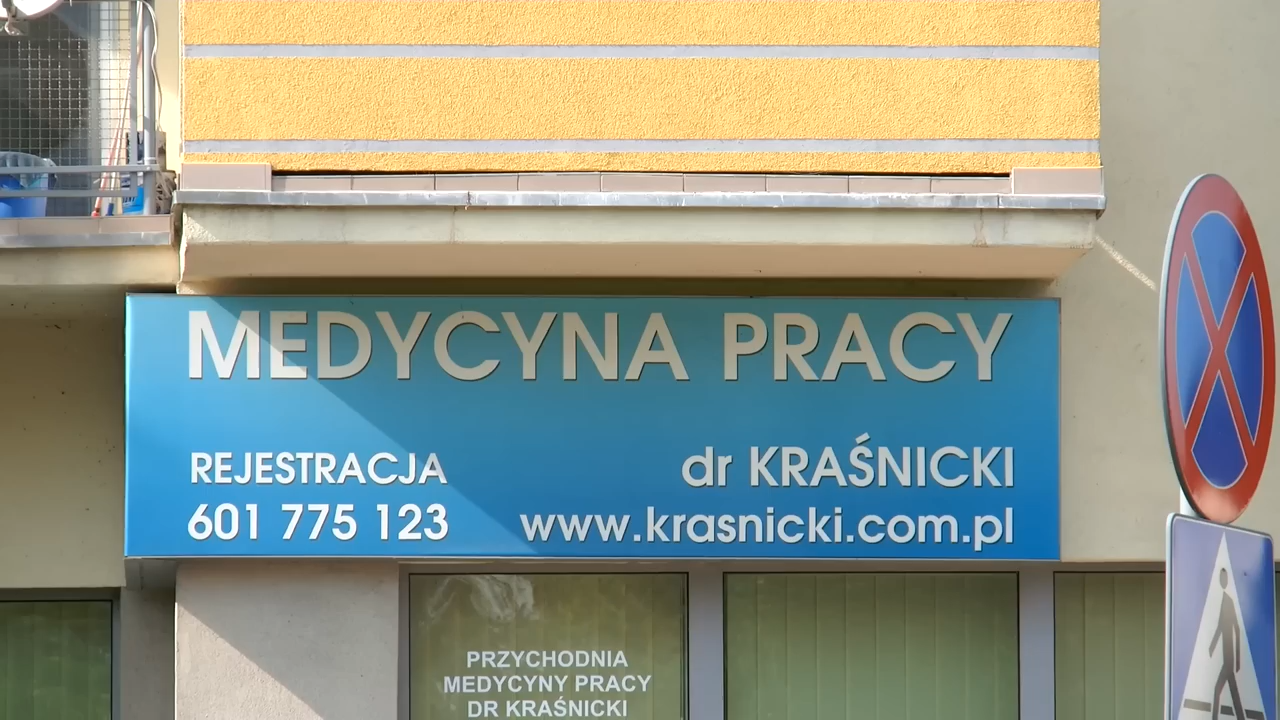 MEDYCYNA PRACY
REJESTRACJA
601 775 123
dr KRAŚNICKI
www.krasnicki.com.pl
PRZYCHODNIA
MEDYCYNY PRACY
DR KRAŚNICKI